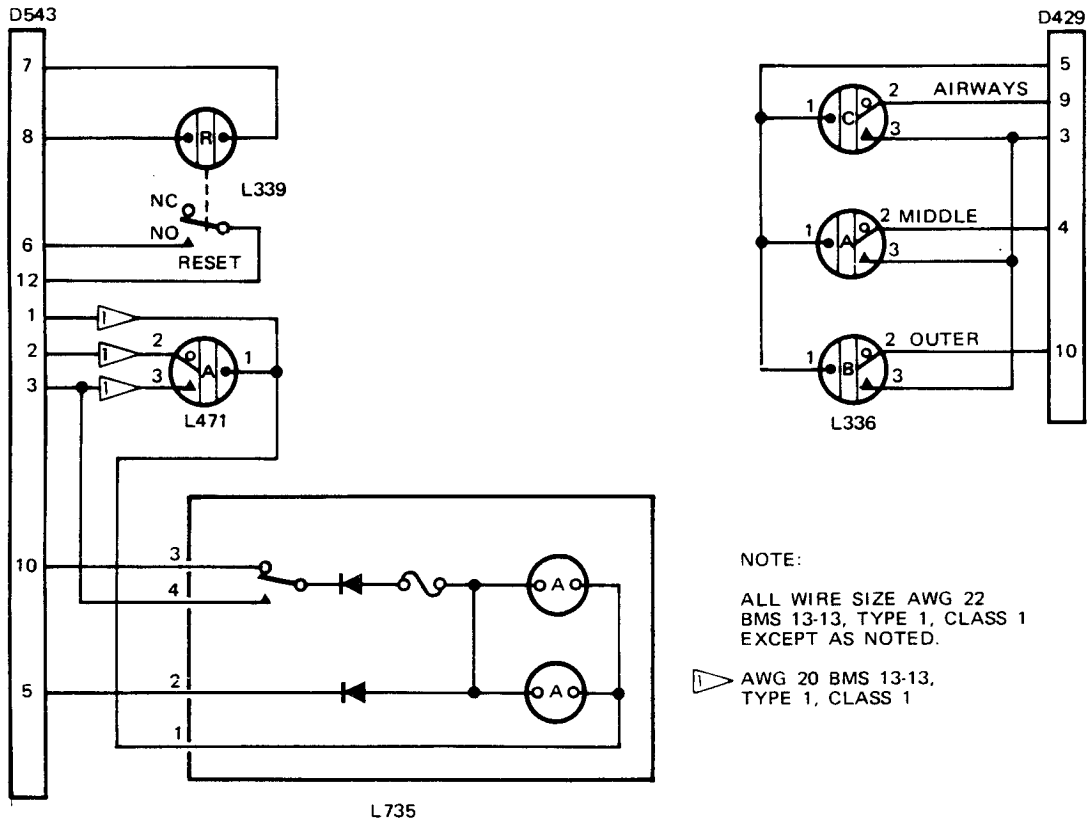 D543
7
8
R
L339
NC
NO
6
RESET
12
1
1
2
1
2
3
1
3
A
1
L471
10
3
4
A
5
2
A
1
L735
D429
5
1
C
2
AIRWAYS
9
3
3
1
A
2 MIDDLE
4
3
1
B
2 OUTER
10
3
L336
NOTE:
ALL WIRE SIZE AWG 22
BMS 13-13, TYPE 1, CLASS 1
EXCEPT AS NOTED.
1 AWG 20 BMS 13-13,
TYPE 1, CLASS 1